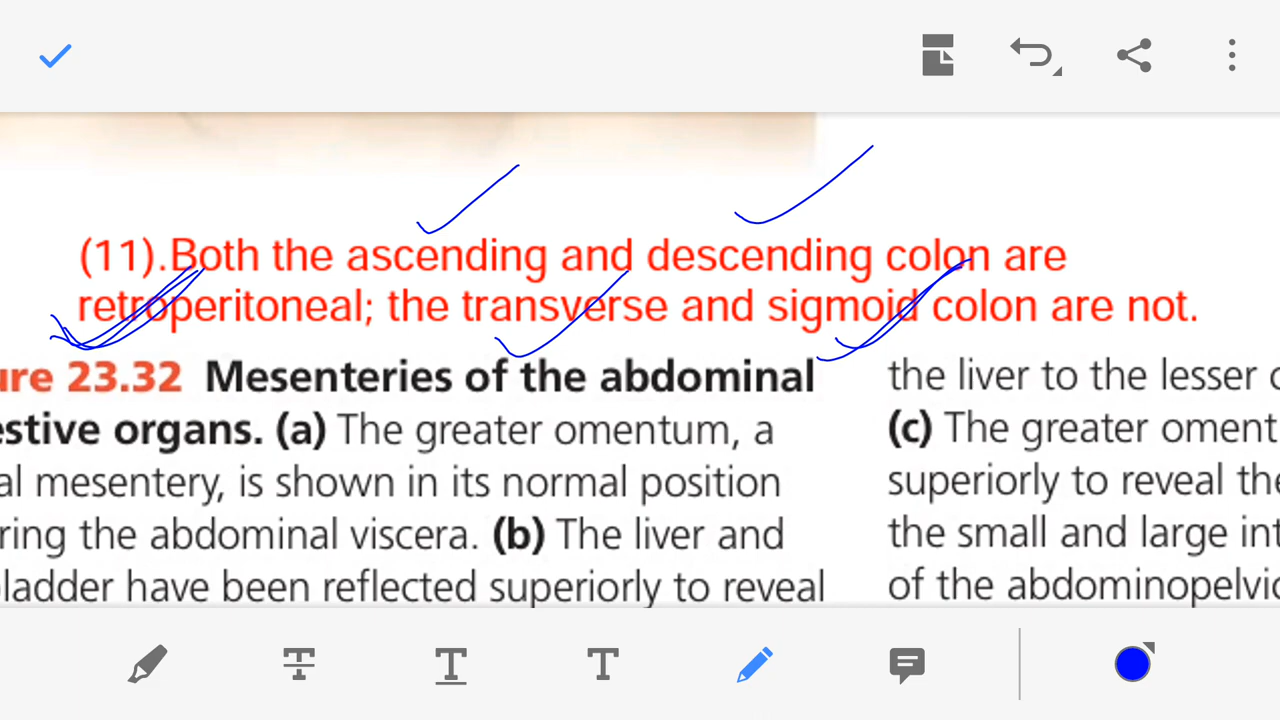 (11).Both the ascending and descending colon are
retroperitoneal; the transverse and sigmoid colon are not.
ure 23.32 Mesenteries of the abdominal
estive organs. (a) The greater omentum, a
al mesentery, is shown in its normal position
ring the abdominal viscera. (b) The liver and
ladder have been reflected superiorly to reveal
the liver to the lesser
(c) The greater oment
superiorly to reveal the
the small and large int
of the abdominopelvic
T
T
T